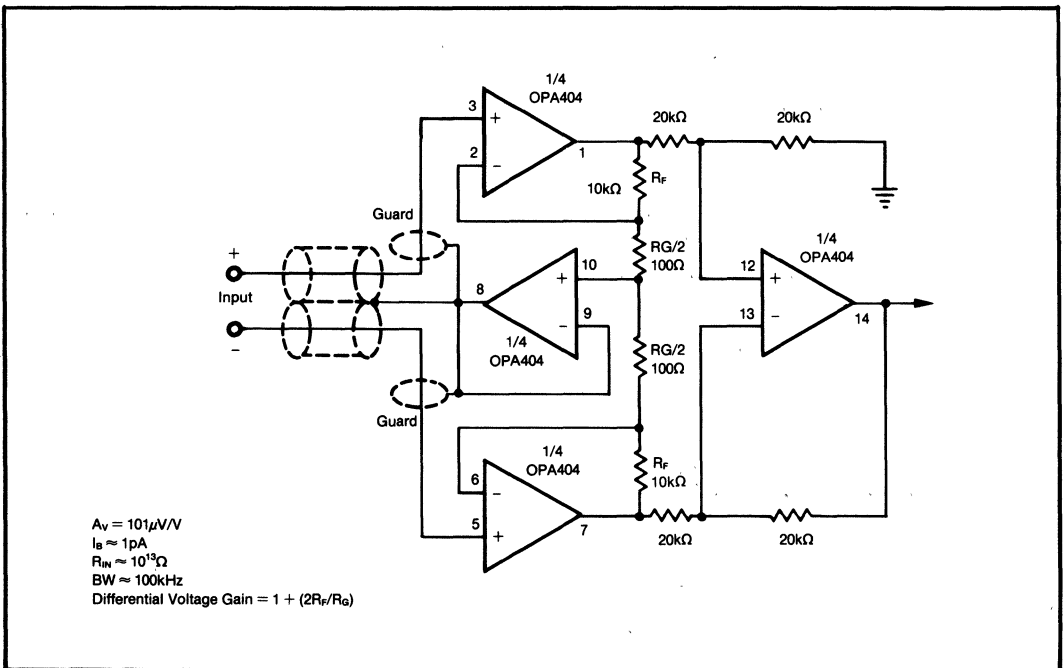 1/4
OPA404
3
+
2
−
1
20kΩ
20kΩ
10kΩ
RF
Guard
RG/2
100Ω
+
Input
−
8
+
10
−
9
1/4
OPA404
1/4
OPA404
12
+
13
−
14
RG/2
100Ω
Guard
1/4
OPA404
6
−
5
+
7
RF
10kΩ
20kΩ
20kΩ
AV = 101μV/V
IB ≈ 1pA
RIN ≈ 10¹³Ω
BW ≈ 100kHz
Differential Voltage Gain = 1 + (2RF/RG)